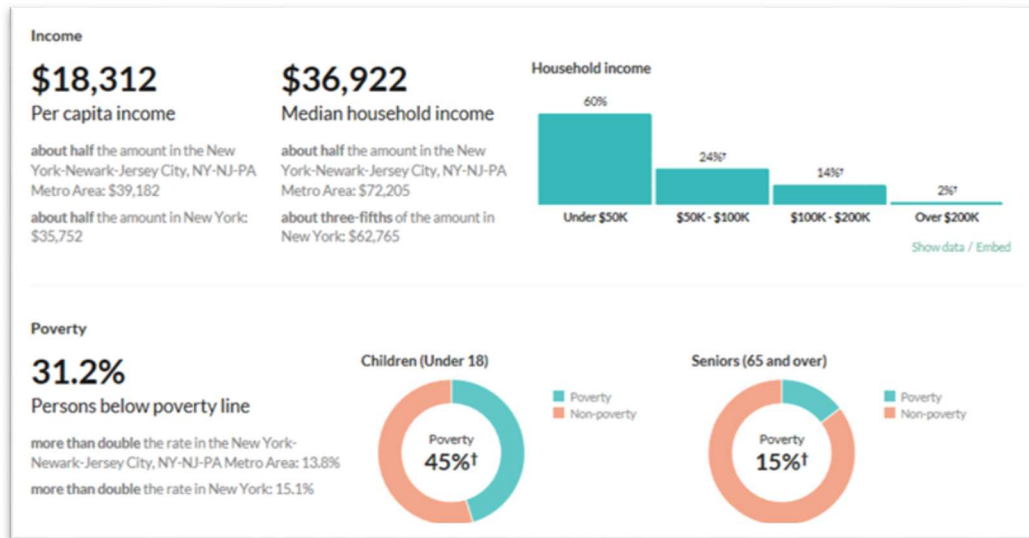 Income
$18,312
Per capita income
about half the amount in the New
York-Newark-Jersey City, NY-NJ-PA
Metro Area: $39,182
about half the amount in New York:
$35,752
$36,922
Median household income
about half the amount in the New
York-Newark-Jersey City, NY-NJ-PA
Metro Area: $72,205
about three-fifths of the amount in
New York: $62,765
Household income
60%
24%†
14%†
2%†
Under $50K
$50K - $100K
$100K - $200K
Over $200K
Show data / Embed
Poverty
31.2%
Persons below poverty line
more than double the rate in the New York-
Newark-Jersey City, NY-NJ-PA Metro Area: 13.8%
more than double the rate in New York: 15.1%
Children (Under 18)
Poverty
45%†
Poverty
Non-poverty
Seniors (65 and over)
Poverty
15%†
Poverty
Non-poverty